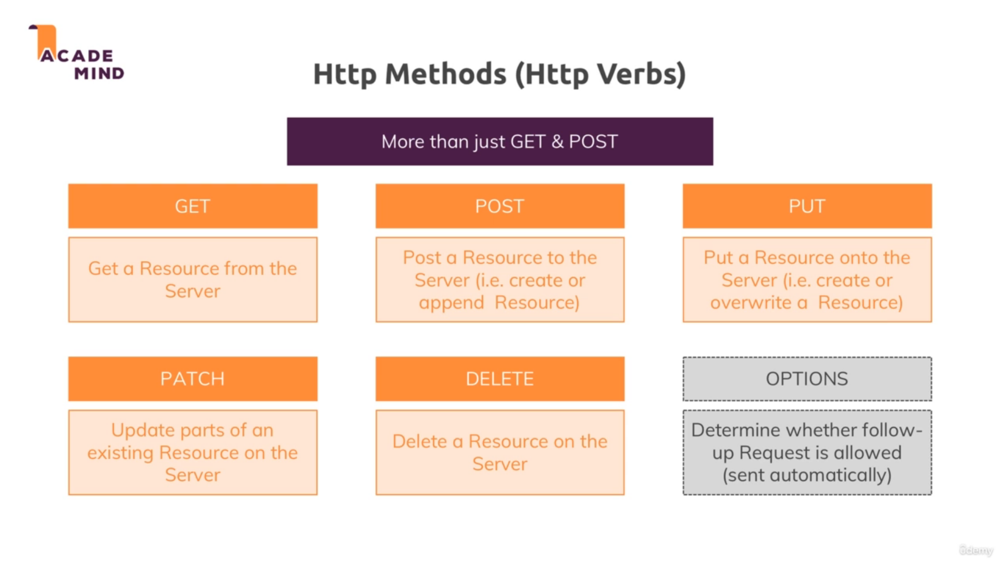 ACADE
MIND
Http Methods (Http Verbs)
More than just GET & POST
GET
POST
PUT
Get a Resource from the
Server
Post a Resource to the
Server (i.e. create or
append  Resource)
Put a Resource onto the
Server (i.e. create or
overwrite a  Resource)
PATCH
DELETE
OPTIONS
Update parts of an
existing Resource on the
Server
Delete a Resource on the
Server
Determine whether follow-
up Request is allowed
(sent automatically)
ûdemy